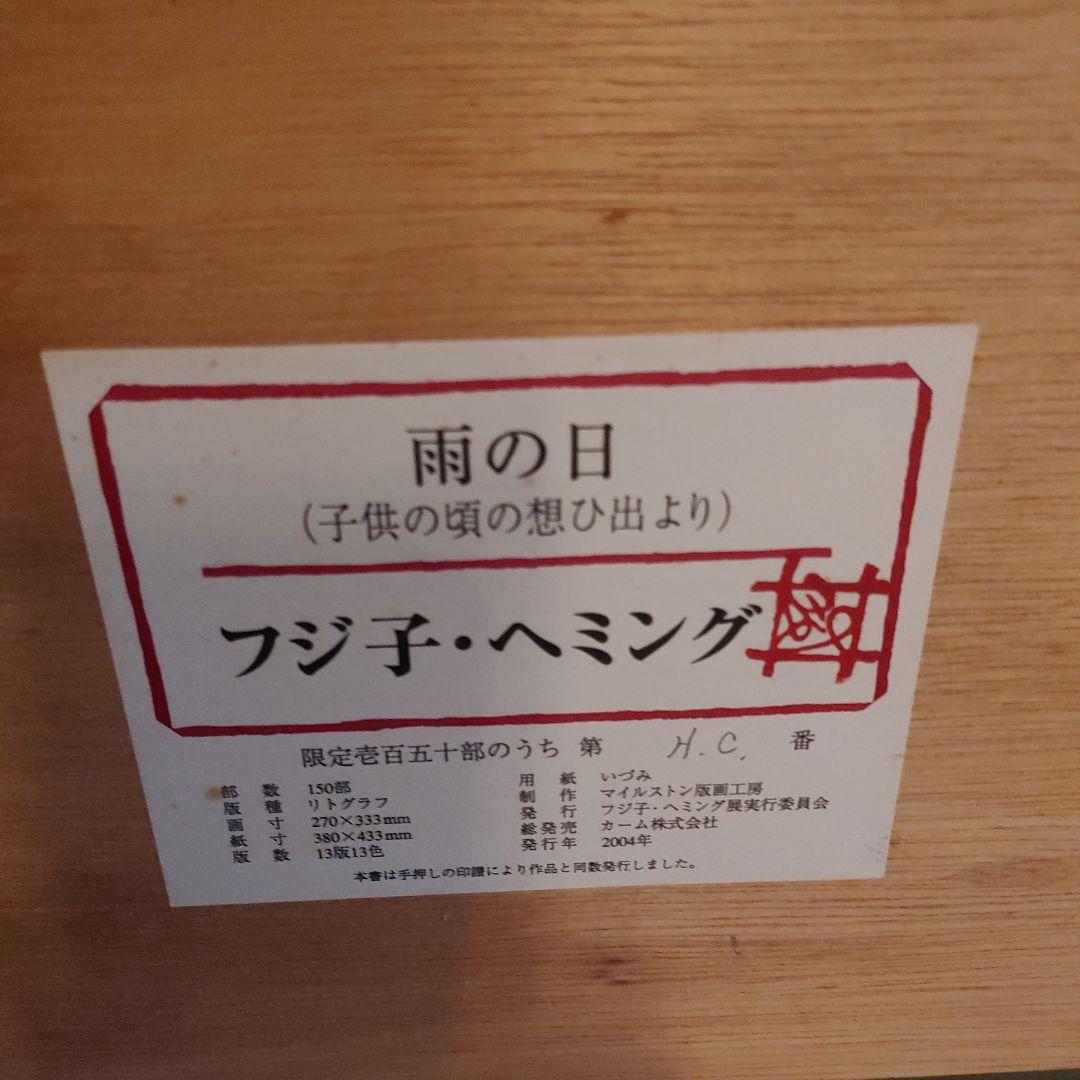 雨の日
(子供の頃の想ひ出より)
フジ子・ヘミング
限定壱百五十部のうち 第 H.C. 番
部数 150部
版種 リトグラフ
画寸 270×333mm
紙寸 380×433mm
版数 13版13色
用紙 いづみ
制作 マイルストン版画工房
発行 フジ子・ヘミング展実行委員会
総発売 カーム株式会社
発行年 2004年
本書は手押しの印譜により作品と同数発行しました。